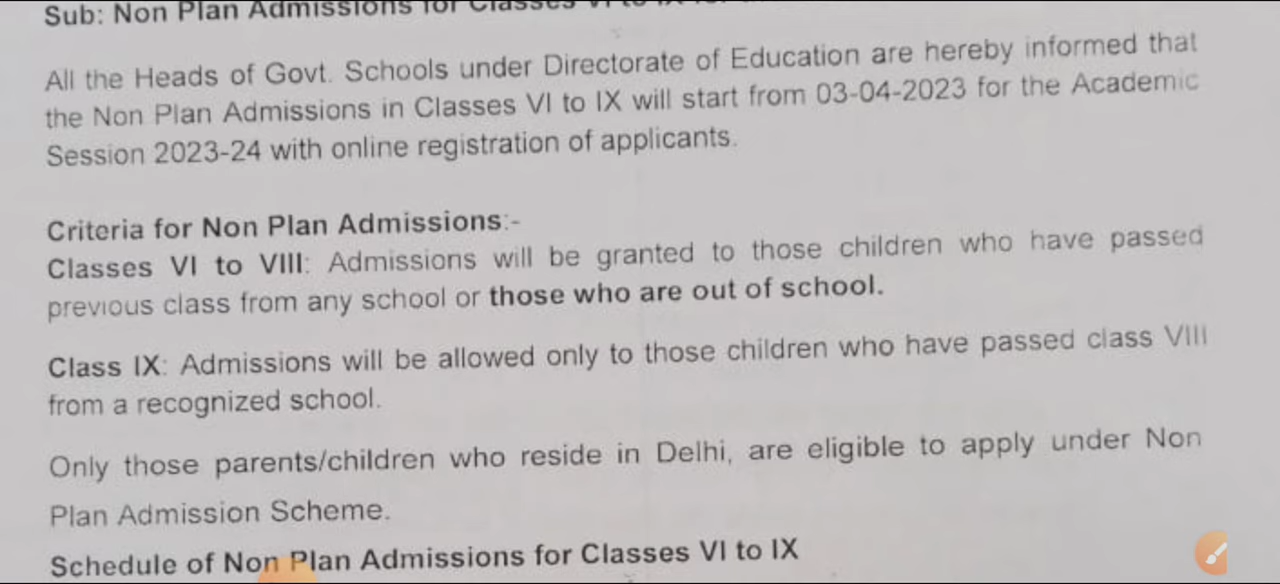 Sub: Non Plan Admissions for Classes VI to IX for
All the Heads of Govt. Schools under Directorate of Education are hereby informed that
the Non Plan Admissions in Classes VI to IX will start from 03-04-2023 for the Academic
Session 2023-24 with online registration of applicants.
Criteria for Non Plan Admissions:-
Classes VI to VIII: Admissions will be granted to those children who have passed
previous class from any school or those who are out of school.
Class IX: Admissions will be allowed only to those children who have passed class VIII
from a recognized school.
Only those parents/children who reside in Delhi, are eligible to apply under Non
Plan Admission Scheme.
Schedule of Non Plan Admissions for Classes VI to IX